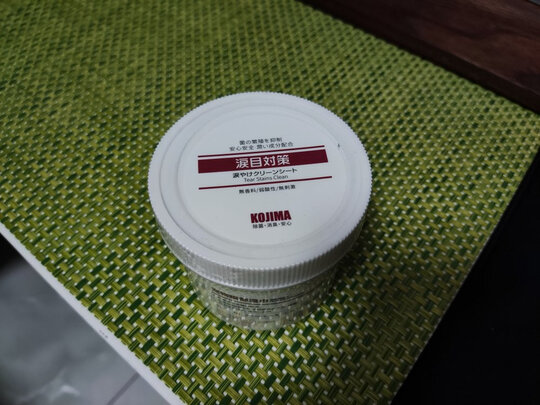 菌の繁殖を抑制
安心安全 潤い成分配合
涙目対策
涙やけクリーンシート
Tear Stains Clean
無香料/弱酸性/無刺激
KOJIMA
除菌・消臭・安心